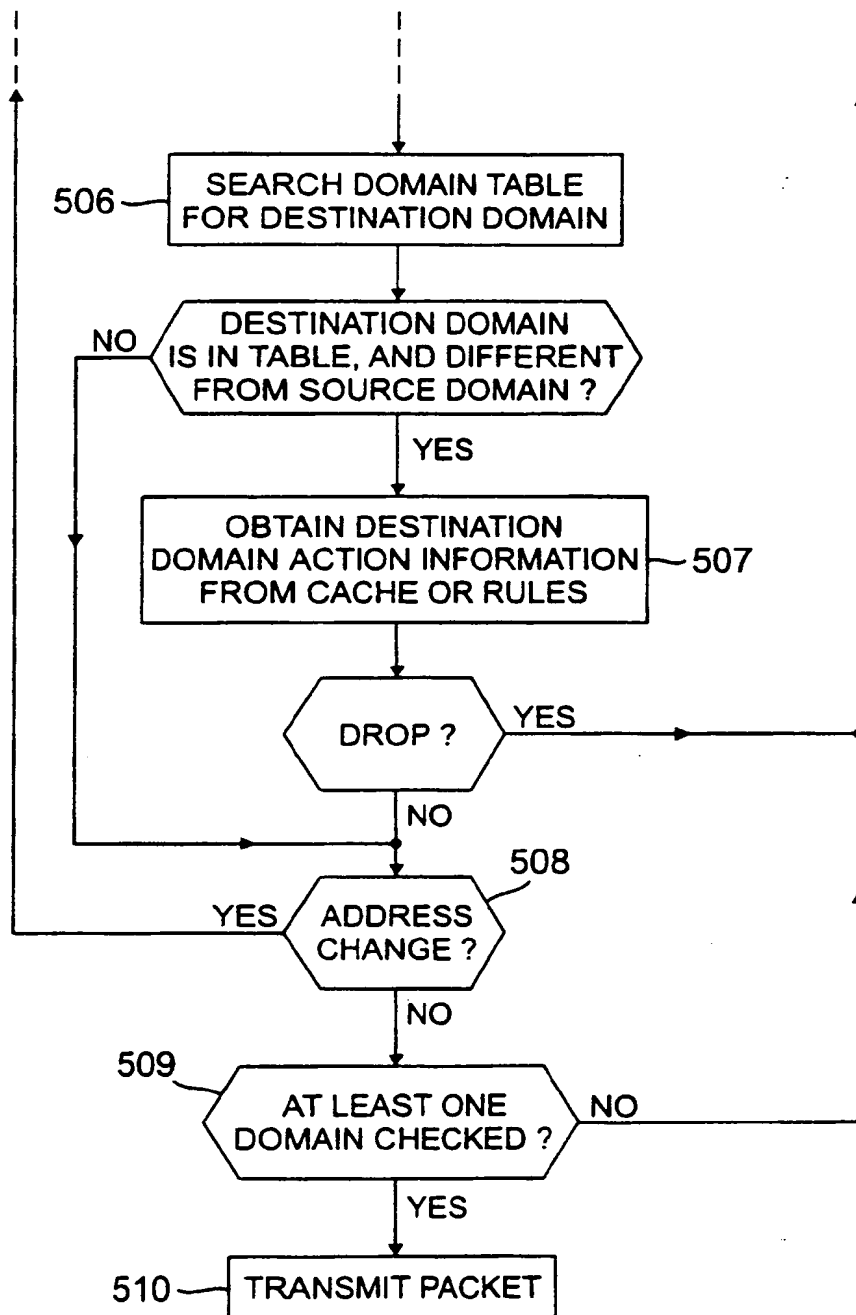 506
SEARCH DOMAIN TABLE
FOR DESTINATION DOMAIN
NO
DESTINATION DOMAIN
IS IN TABLE, AND DIFFERENT
FROM SOURCE DOMAIN ?
YES
OBTAIN DESTINATION
DOMAIN ACTION INFORMATION
FROM CACHE OR RULES
507
DROP ?
YES
NO
508
YES
ADDRESS
CHANGE ?
NO
509
AT LEAST ONE
DOMAIN CHECKED ?
NO
YES
510
TRANSMIT PACKET